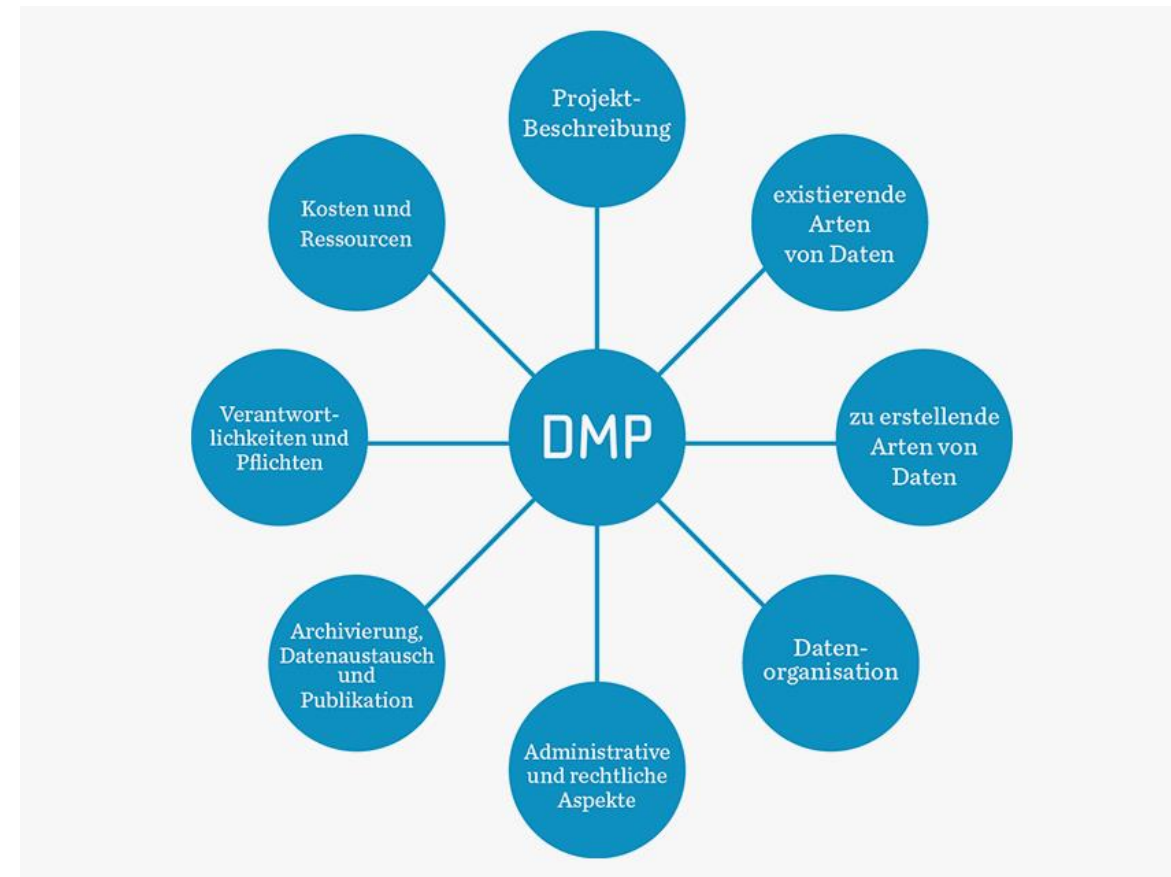 Projekt-
Beschreibung
existierende
Arten
von Daten
zu erstellende
Arten von
Daten
Daten-
organisation
Administrative
und rechtliche
Aspekte
Archivierung,
Datenaustausch
und
Publikation
Verantwort-
lichkeiten und
Pflichten
Kosten und
Ressourcen
DMP